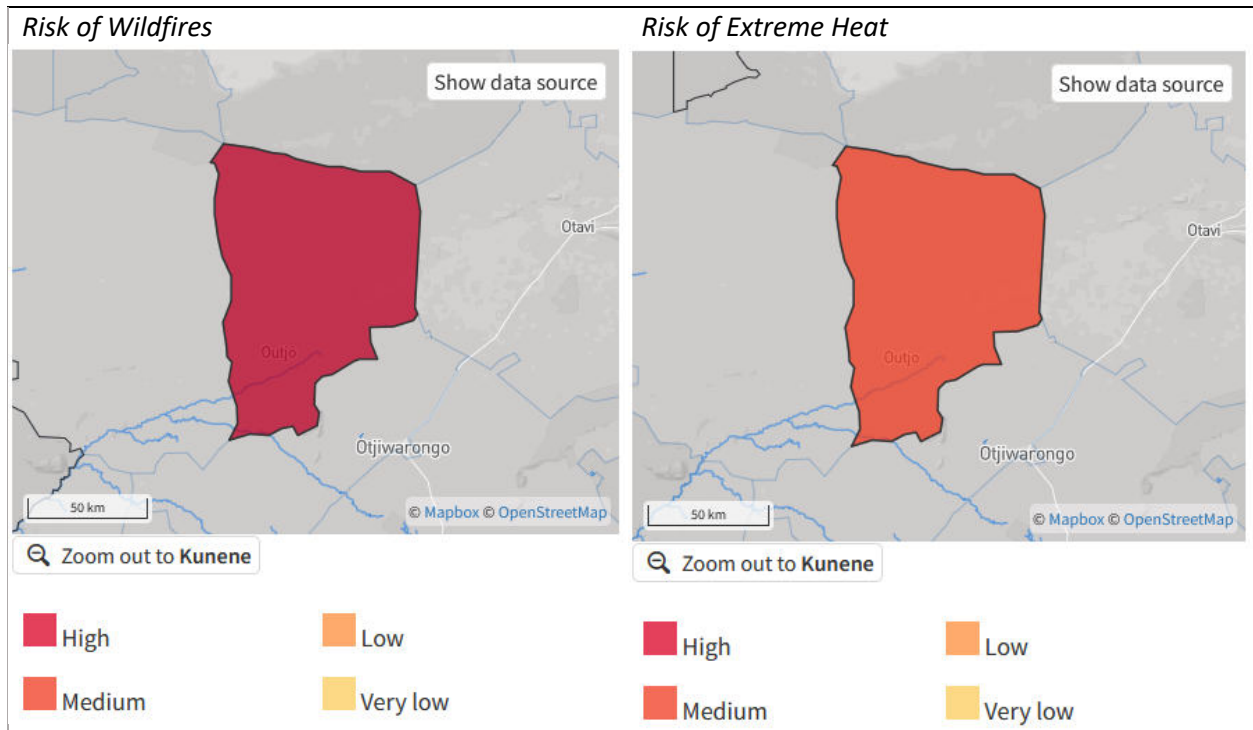 Risk of Wildfires
Show data source
Otavi
Outjo
Otjiwarongo
50 km
© Mapbox © OpenStreetMap
Zoom out to Kunene
High
Low
Medium
Very low
Risk of Extreme Heat
Show data source
Otavi
Outjo
Otjiwarongo
50 km
© Mapbox © OpenStreetMap
Zoom out to Kunene
High
Low
Medium
Very low